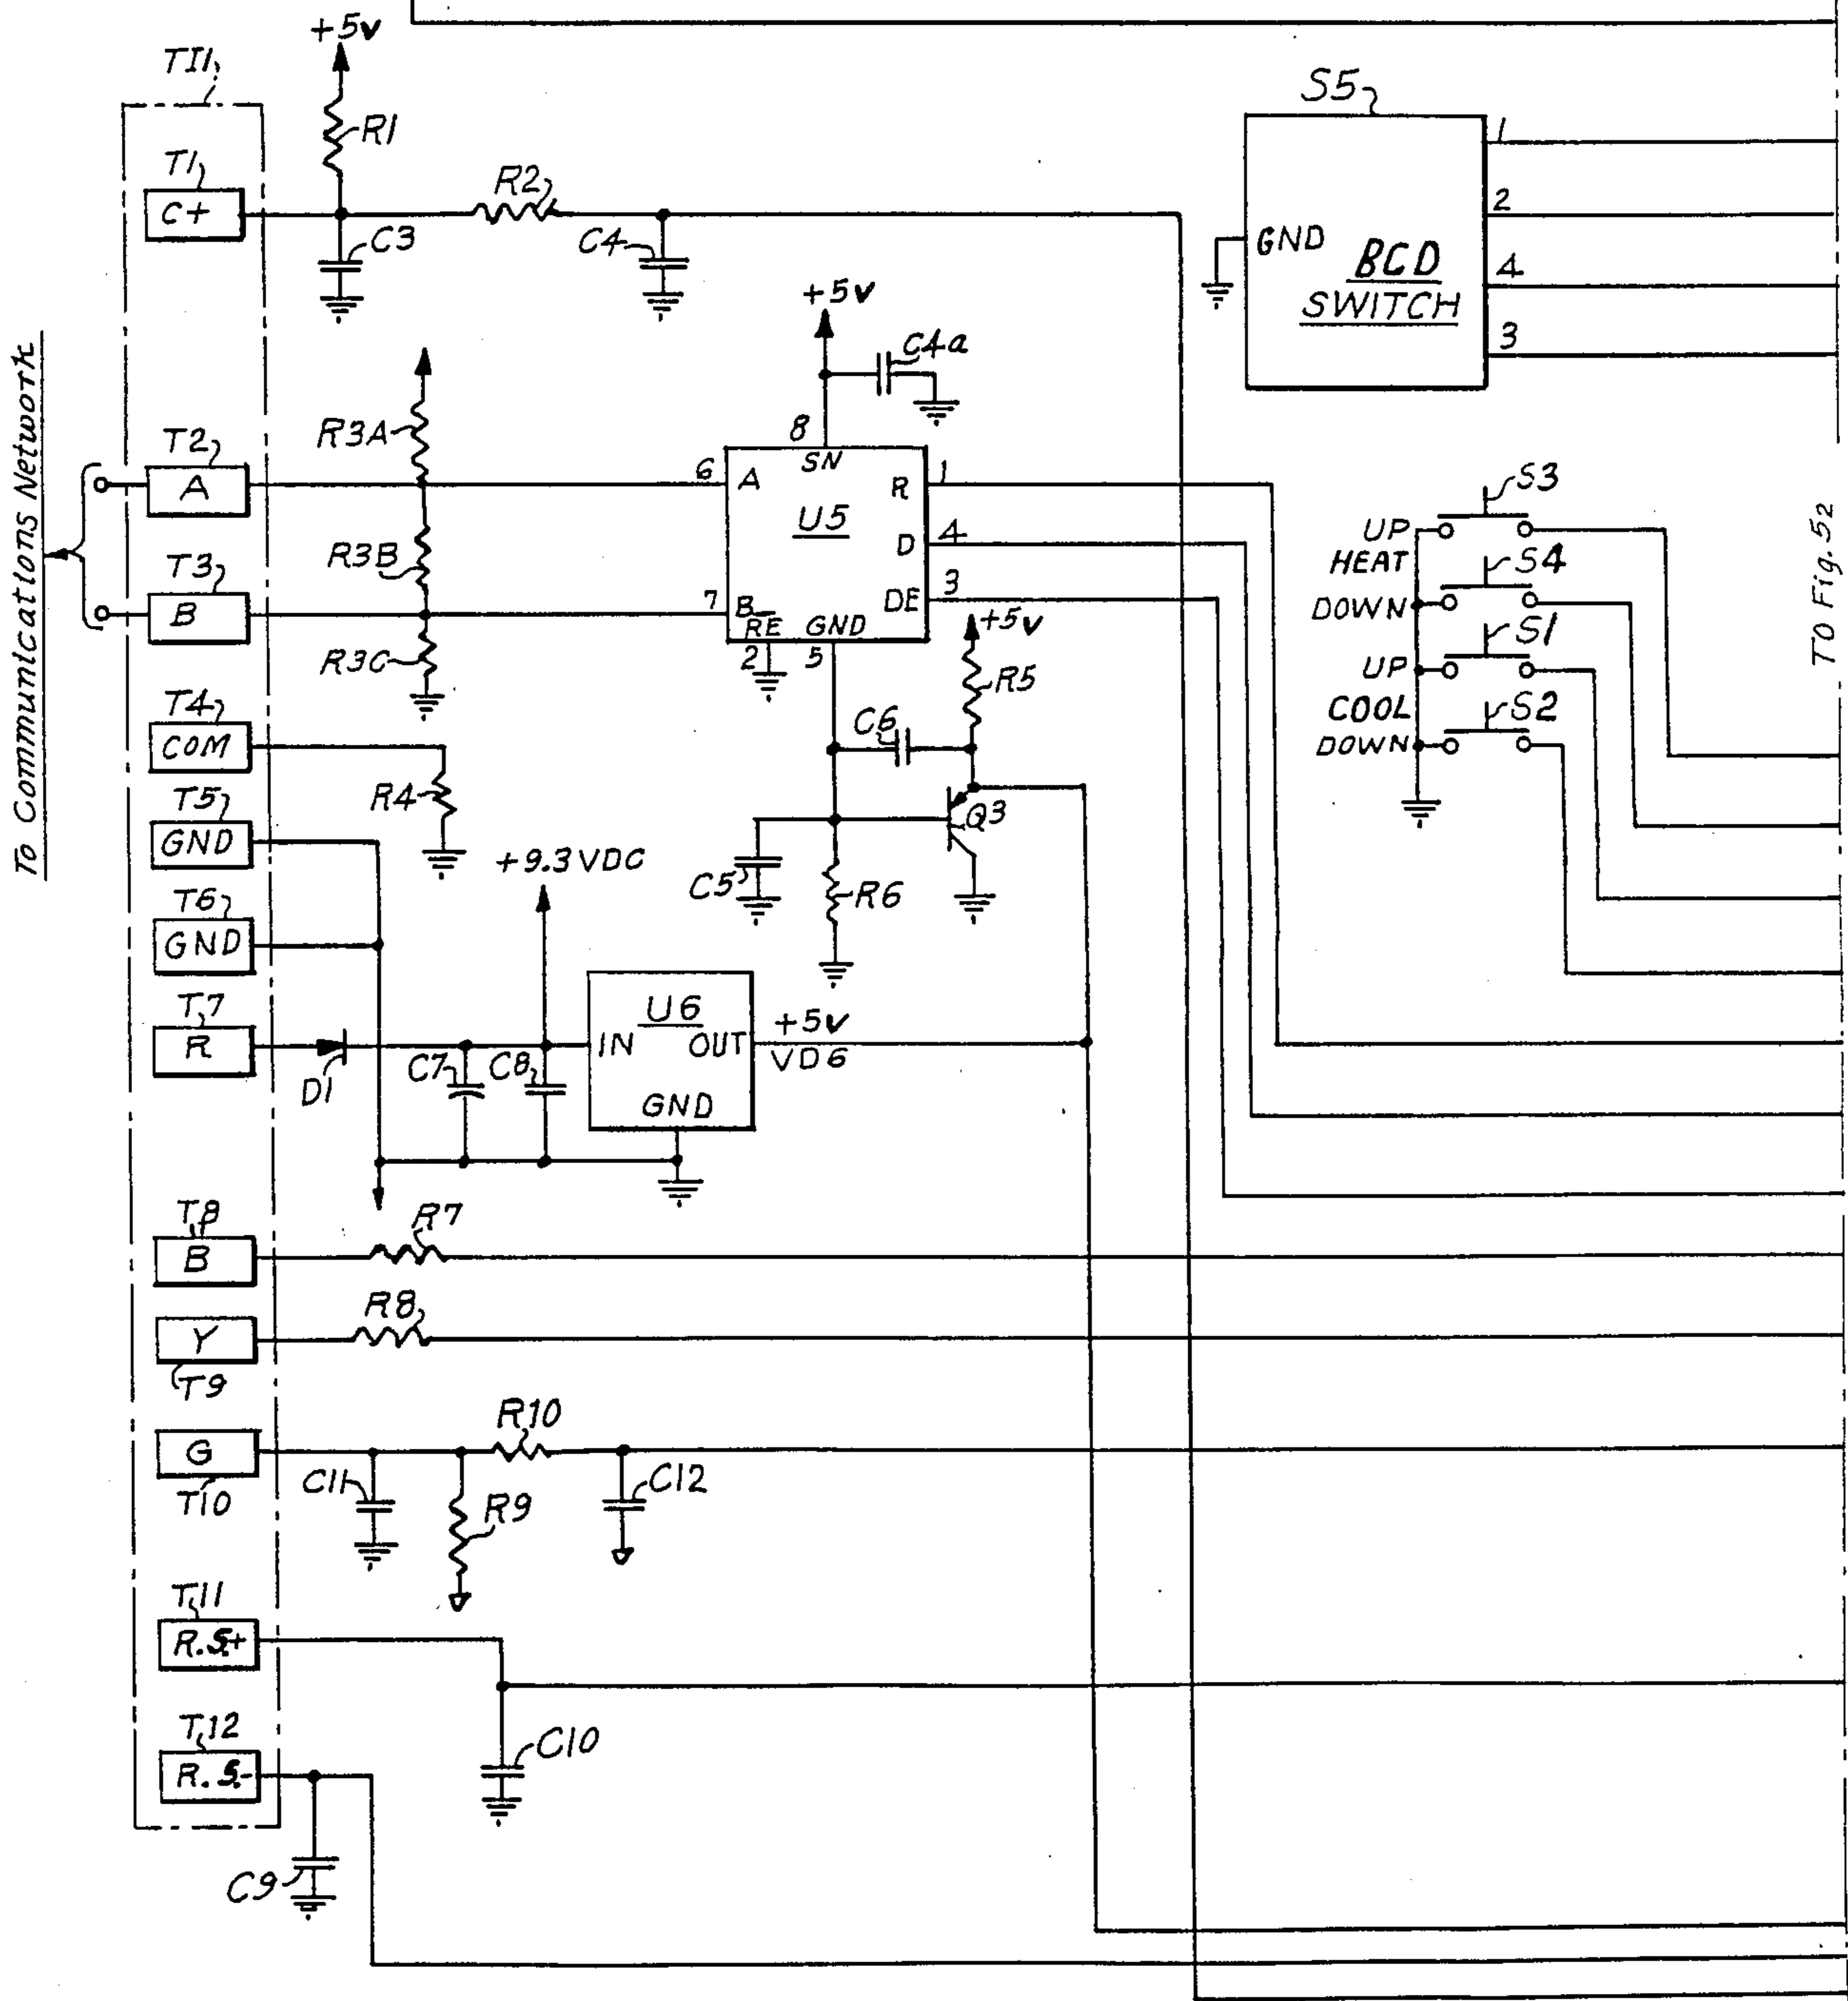 +5v
TI1
R1
S5
T1
C+
R2
C3
C4
1
2
4
3
GND
BCD
SWITCH
+5v
C4a
To Communications Network
T2
A
R3A
8
SN
6
A
R
1
U5
D
4
T3
B
R3B
7
B
RE
GND
DE
3
2
5
R3C
+5v
R5
UP
HEAT
DOWN
UP
COOL
DOWN
S3
S4
S1
S2
TO Fig. 52
T4
COM
R4
C6
Q3
T5
GND
+9.3VDC
C5
R6
T6
GND
T7
R
D1
C7
C8
IN
U6
OUT
GND
+5v
VD6
T8
B
R7
Y
T9
R8
G
T10
R10
C11
R9
C12
T11
R.S.+
C10
T12
R.S.-
C9